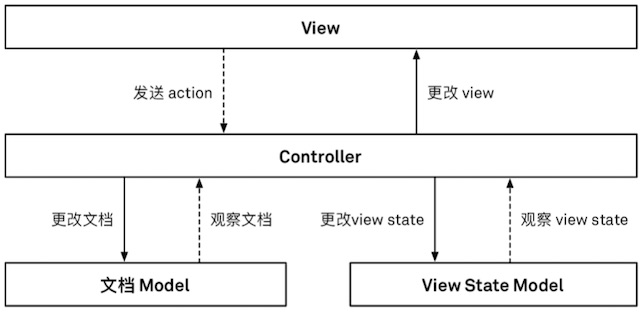 View
发送 action
更改 view
Controller
更改文档
观察文档
更改view state
观察 view state
文档 Model
View State Model